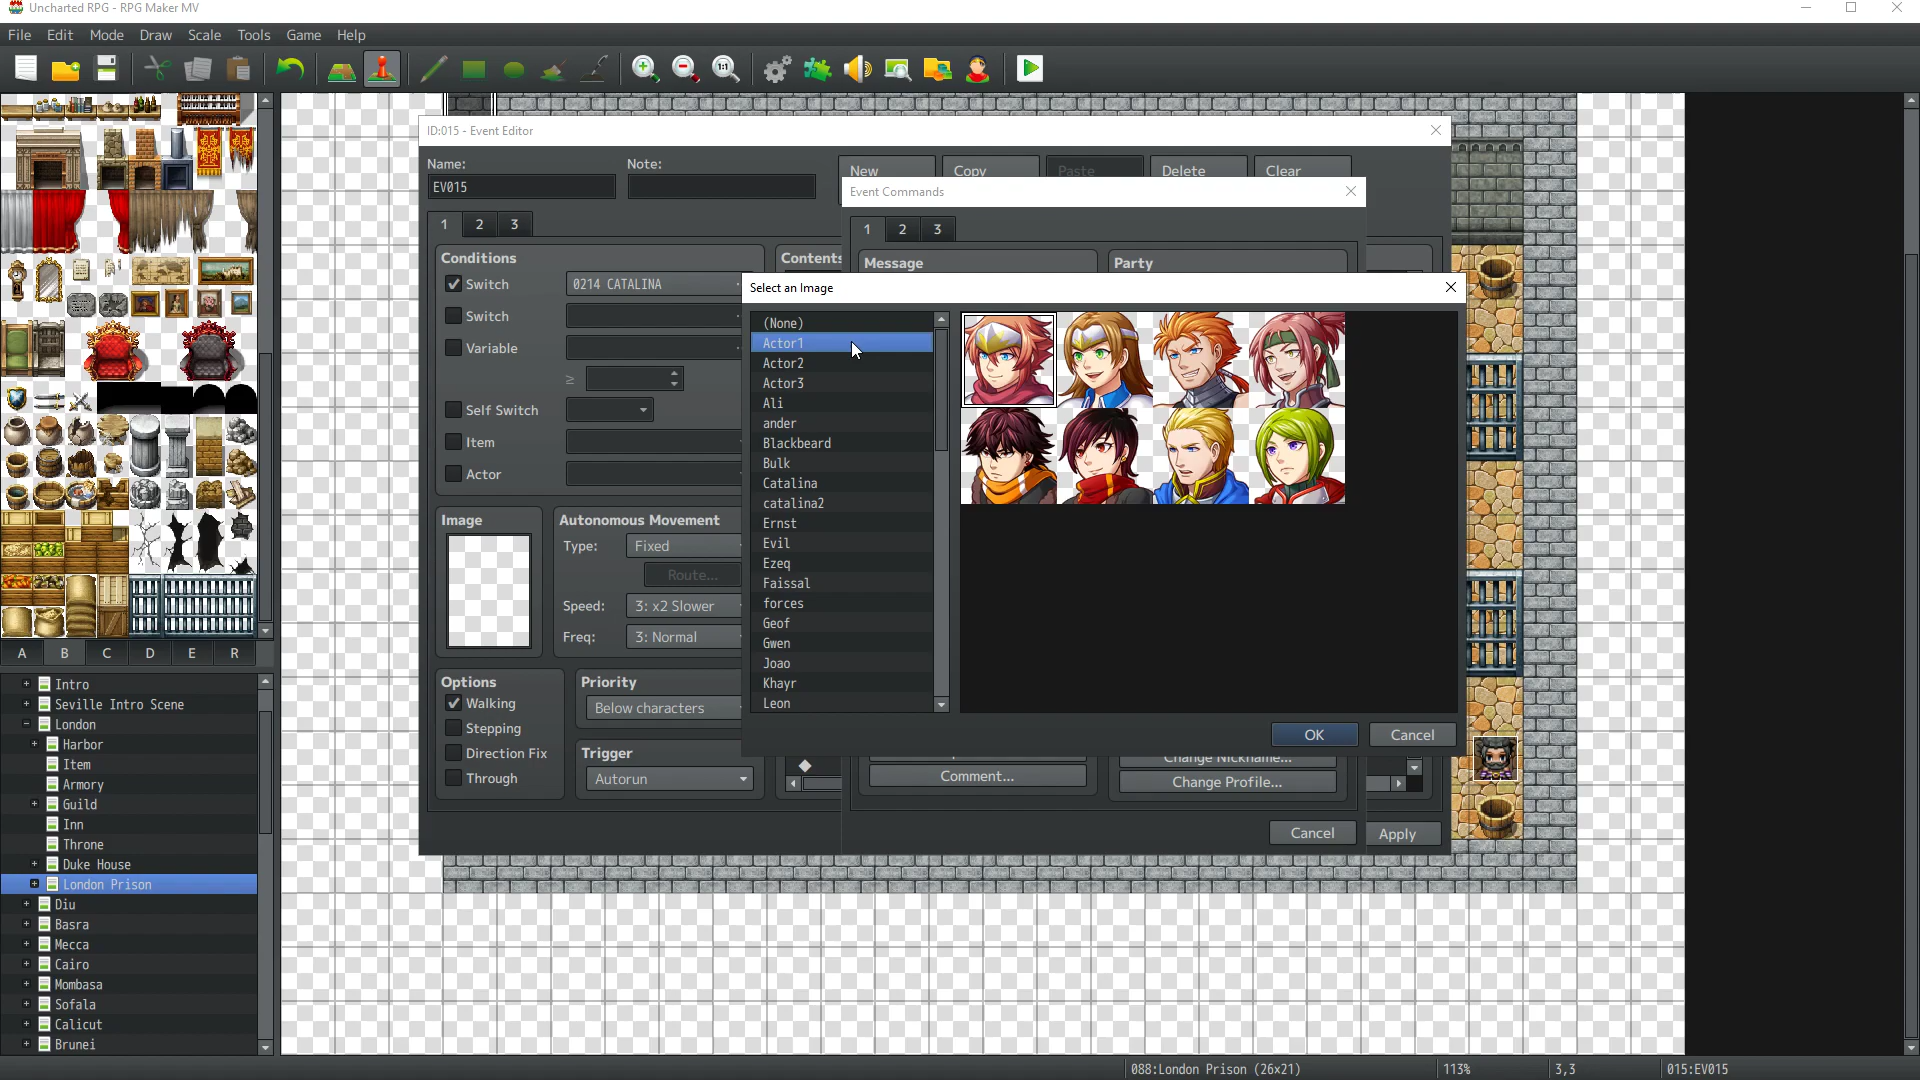 Uncharted RPG - RPG Maker MV
File Edit Mode Draw Scale Tools Game Help
1:1
ID:015 - Event Editor
Name: Note:
EV015
New Copy Paste Delete Clear
Event Commands
1 2 3
1 2 3
Conditions
Contents
Message Party
Switch 0214 CATALINA
Switch
Variable
≥
Self Switch
Item
Actor
Select an Image
(None)
Actor1
Actor2
Actor3
Ali
ander
Blackbeard
Bulk
Catalina
catalina2
Ernst
Evil
Ezeq
Faissal
forces
Geof
Gwen
Joao
Khayr
Leon
OK Cancel
Image
Autonomous Movement
Type: Fixed
Route...
Speed: 3: x2 Slower
Freq: 3: Normal
Options
Walking
Stepping
Direction Fix
Through
Priority
Below characters
Trigger
Autorun
Comment...
Change Nickname...
Change Profile...
Cancel Apply
A B C D E R
Intro
Seville Intro Scene
London
Harbor
Item
Armory
Guild
Inn
Throne
Duke House
London Prison
Diu
Basra
Mecca
Cairo
Mombasa
Sofala
Calicut
Brunei
088:London Prison (26x21) 113% 3,3 015:EV015